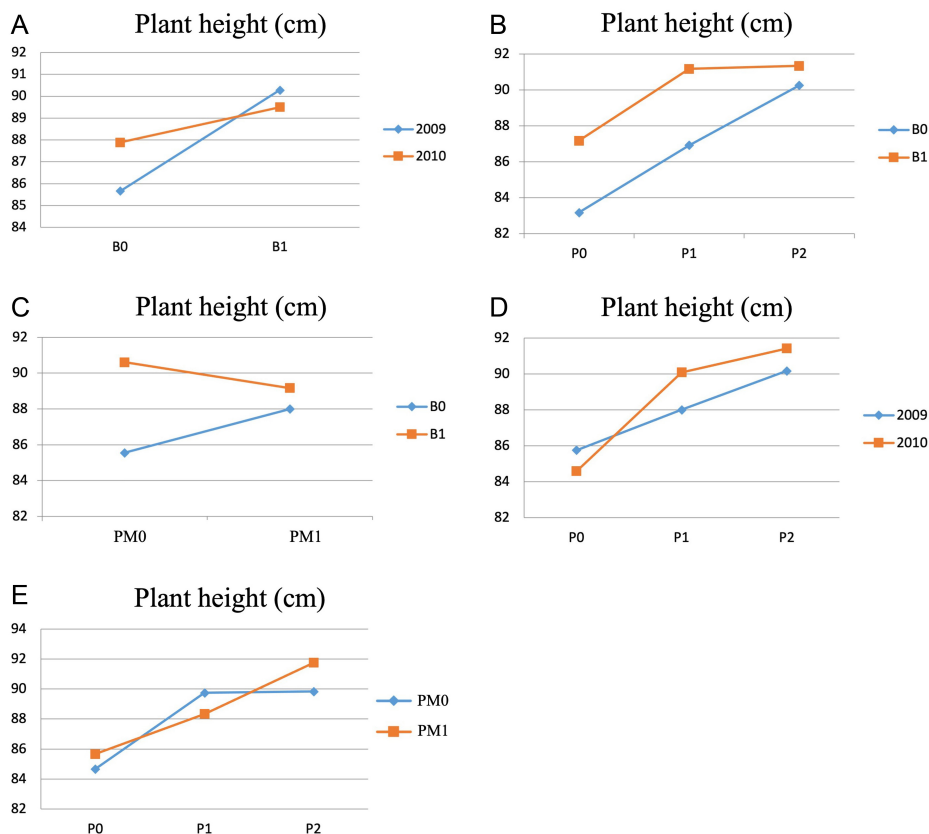 A
Plant height (cm)
92
91
90
89
88
87
86
85
84
B0
B1
2009
2010
B
Plant height (cm)
92
90
88
86
84
82
P0
P1
P2
B0
B1
C
Plant height (cm)
92
90
88
86
84
82
PM0
PM1
B0
B1
D
Plant height (cm)
92
90
88
86
84
82
P0
P1
P2
2009
2010
E
Plant height (cm)
94
92
90
88
86
84
82
P0
P1
P2
PM0
PM1